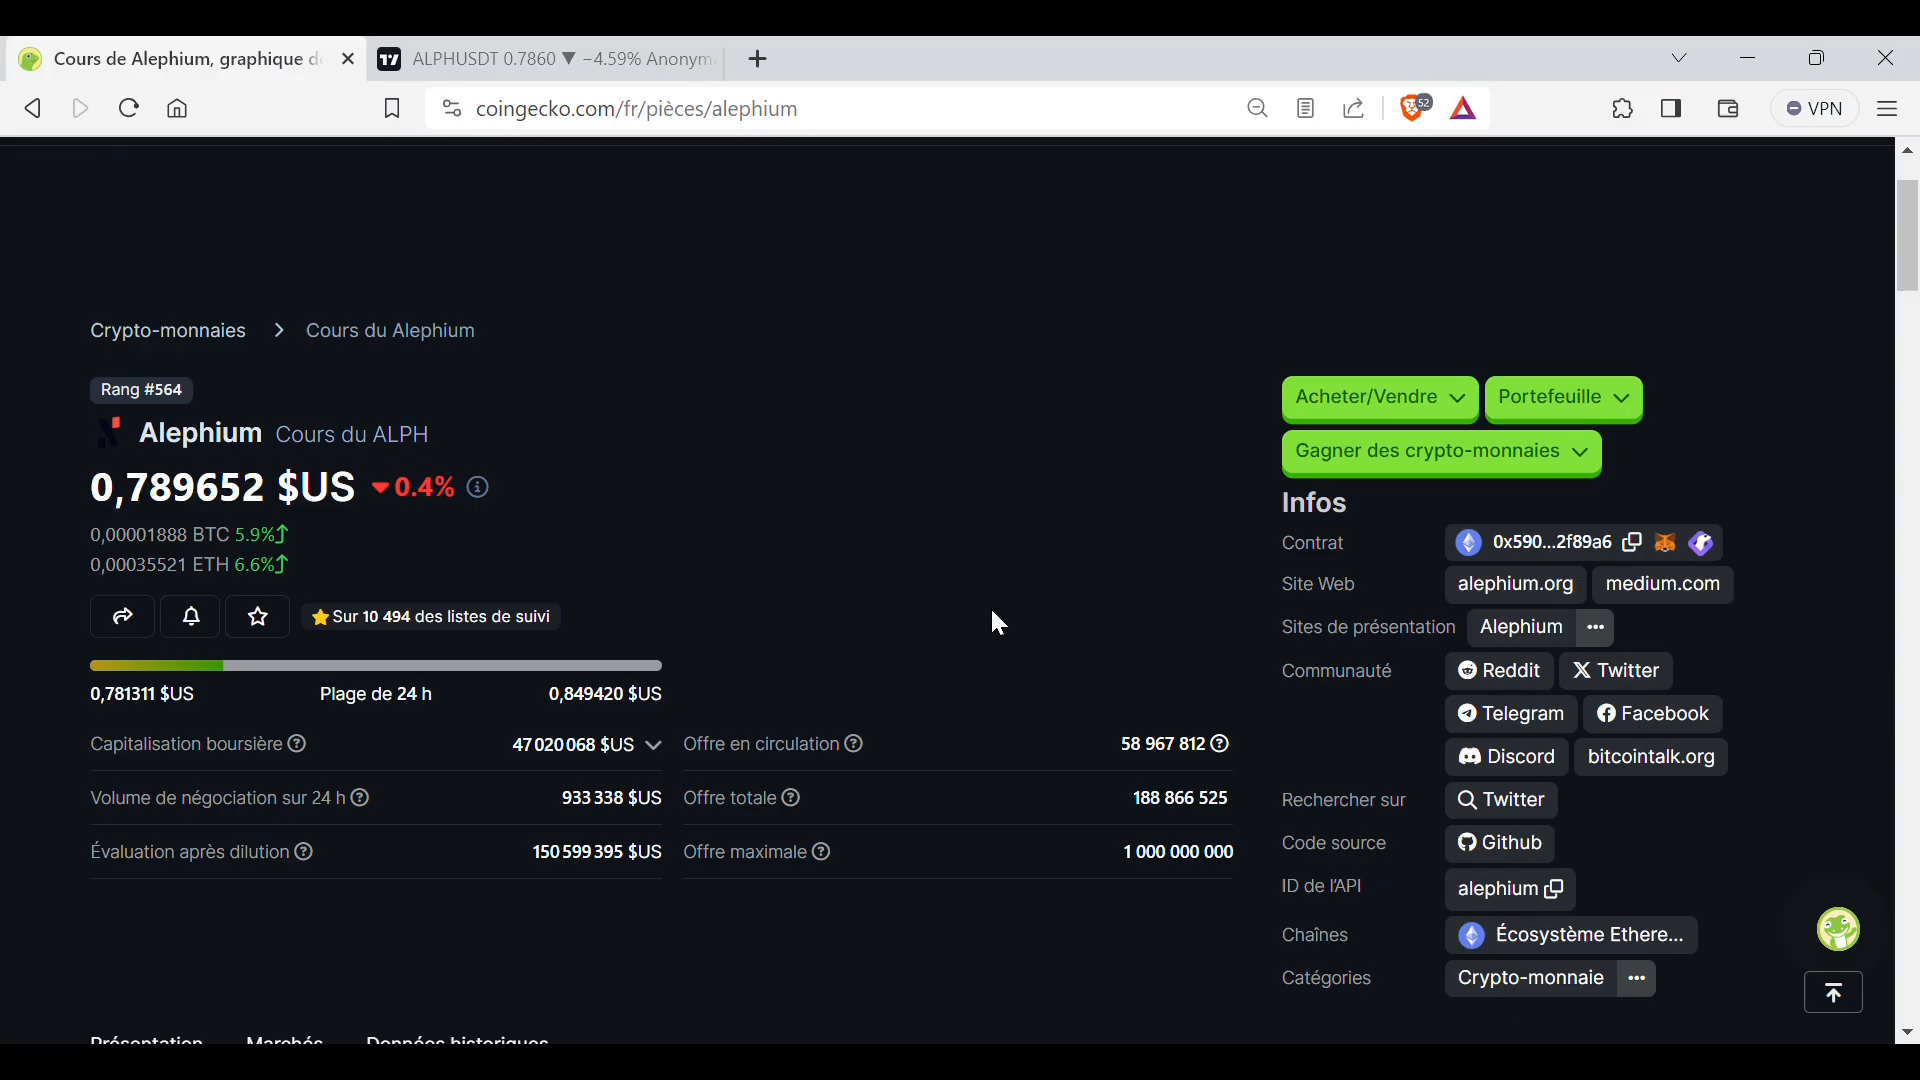 Cours de Alephium, graphique d
ALPHUSDT 0.7860 ▼ −4.59% Anonym
coingecko.com/fr/pièces/alephium
52
VPN
Crypto-monnaies > Cours du Alephium
Rang #564
Alephium Cours du ALPH
0,789652 $US 0.4%
0,00001888 BTC 5.9%
0,00035521 ETH 6.6%
Sur 10 494 des listes de suivi
0,781311 $US Plage de 24 h 0,849420 $US
Capitalisation boursière 47 020 068 $US
Volume de négociation sur 24 h 933 338 $US
Évaluation après dilution 150 599 395 $US
Offre en circulation 58 967 812
Offre totale 188 866 525
Offre maximale 1 000 000 000
Acheter/Vendre Portefeuille
Gagner des crypto-monnaies
Infos
Contrat 0x590...2f89a6
Site Web alephium.org medium.com
Sites de présentation Alephium
Communauté Reddit Twitter
Telegram Facebook
Discord bitcointalk.org
Rechercher sur Twitter
Code source Github
ID de l'API alephium
Chaînes Écosystème Ethere...
Catégories Crypto-monnaie
Présentation Marchés Données historiques